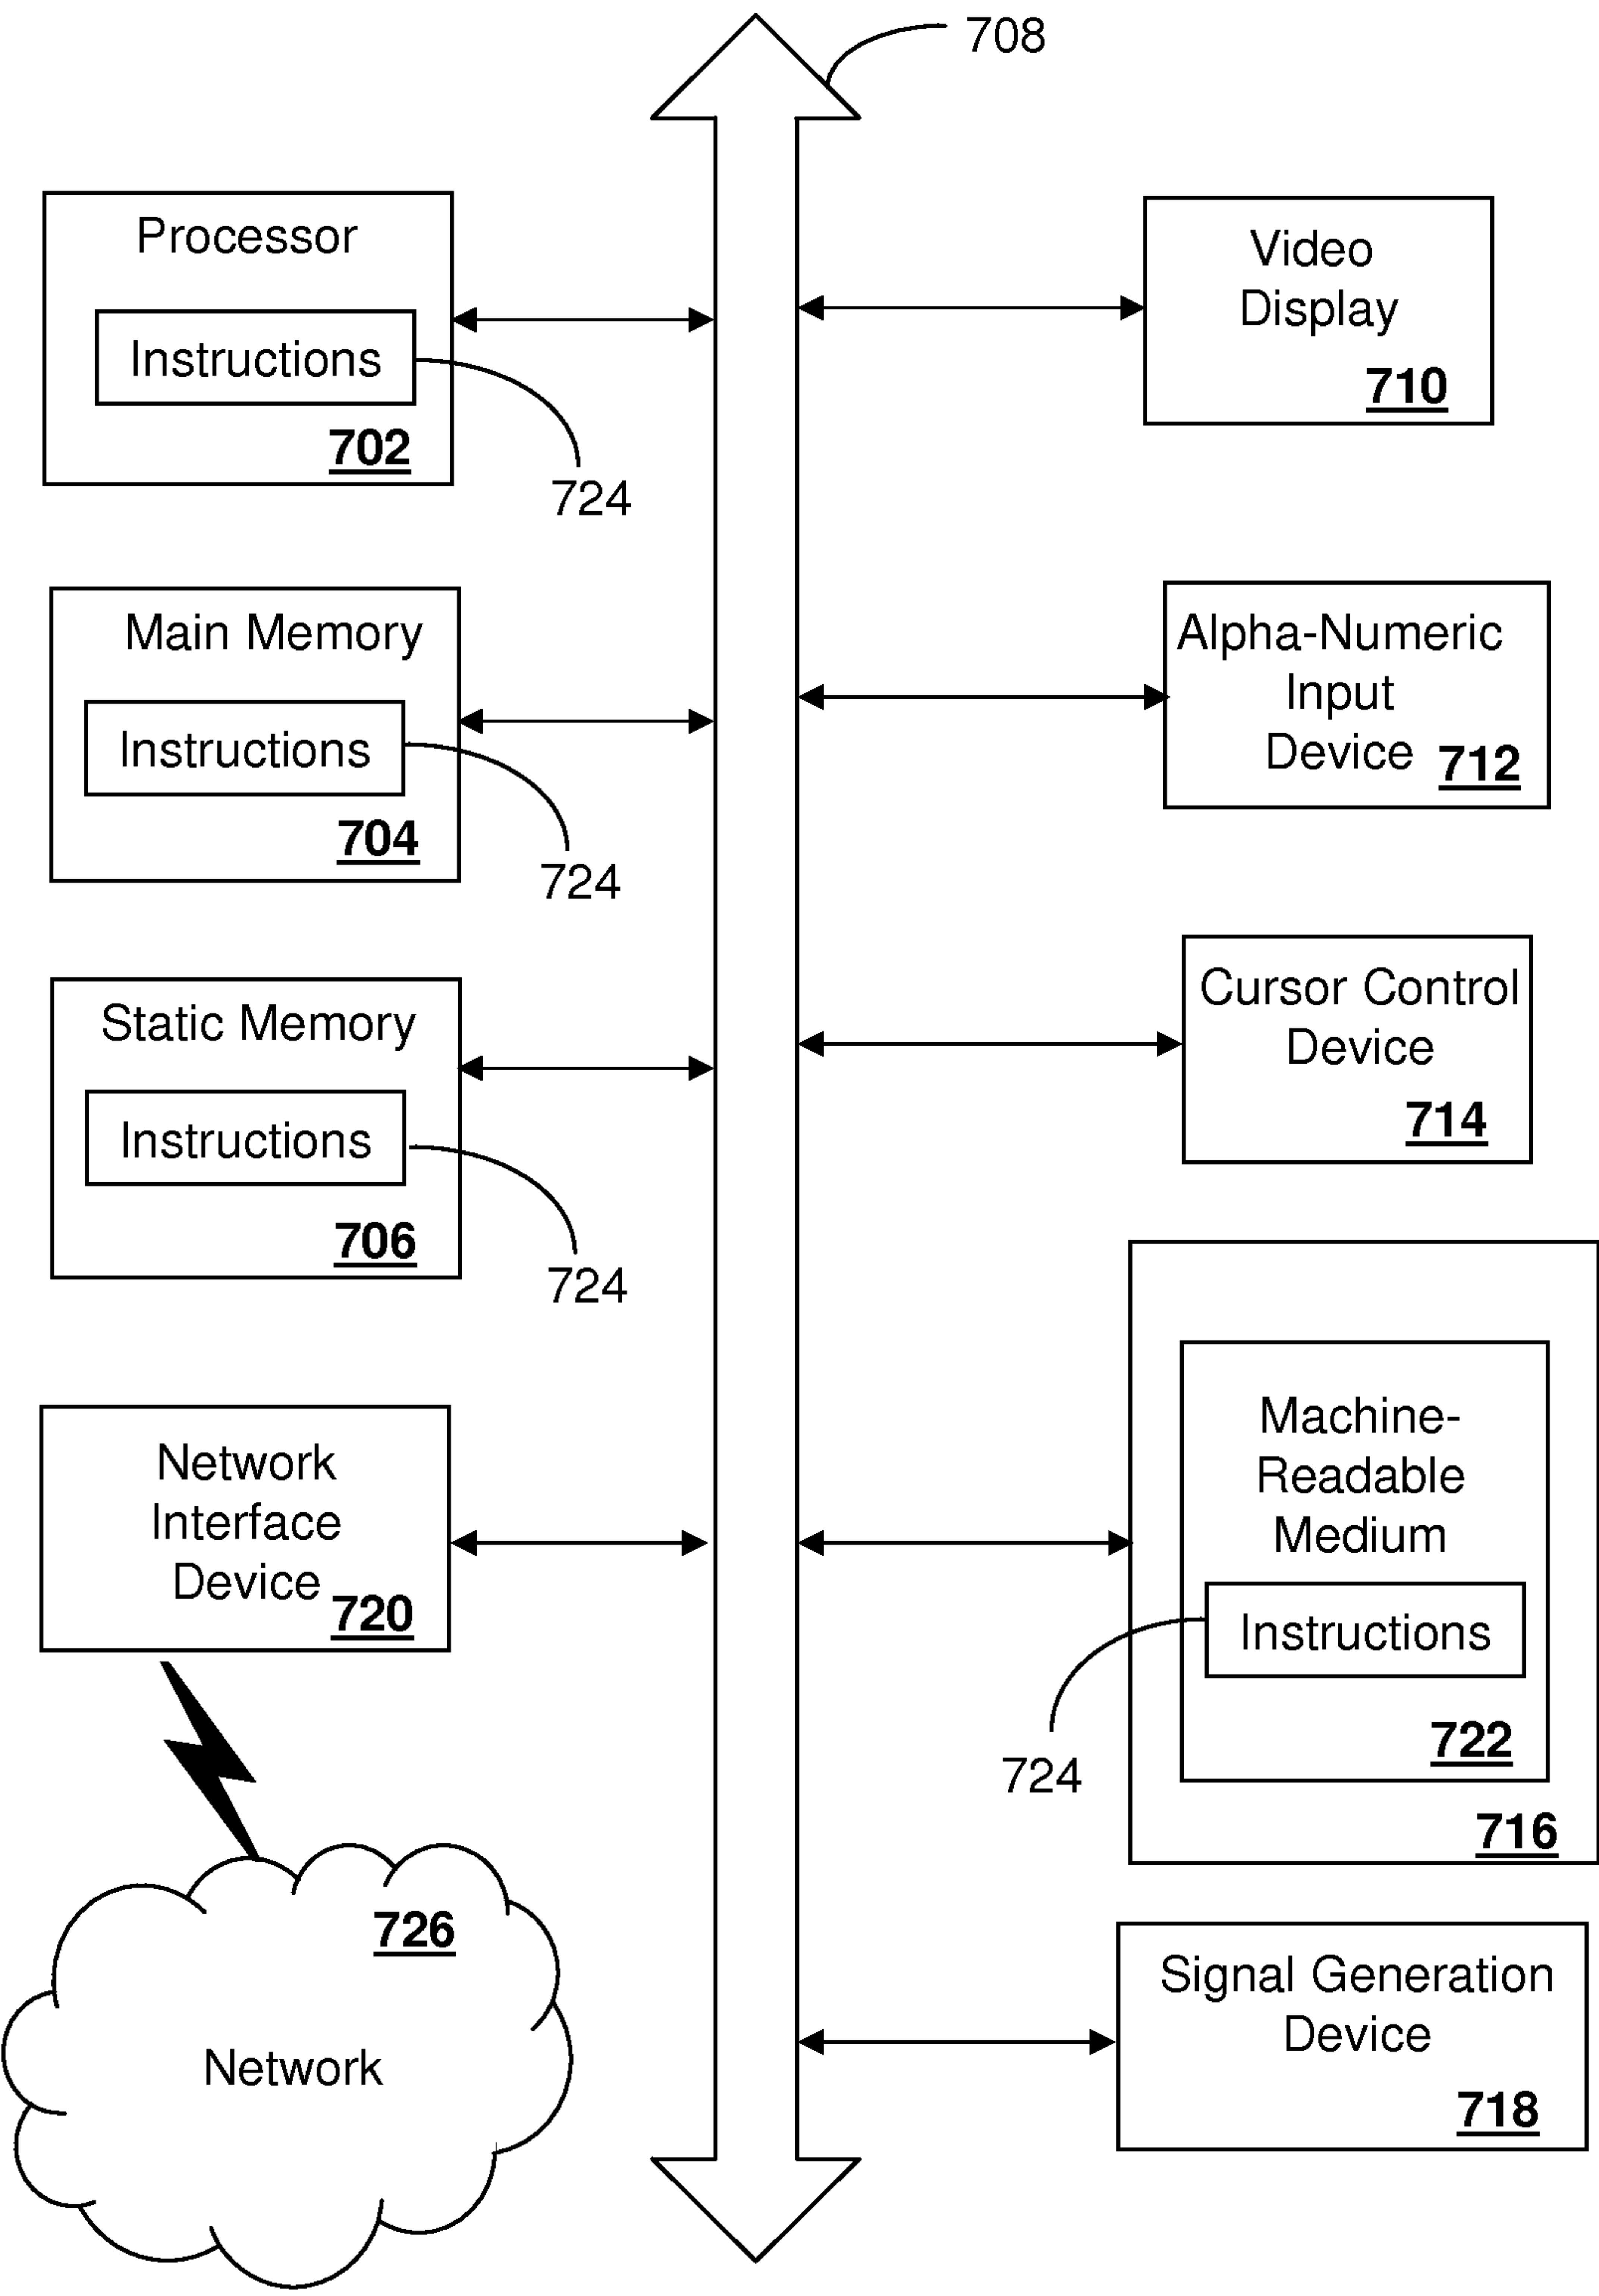 708
Processor
Instructions
702
724
Main Memory
Instructions
704
724
Static Memory
Instructions
706
724
Network
Interface
Device
720
726
Network
Video
Display
710
Alpha-Numeric
Input
Device 712
Cursor Control
Device
714
Machine-
Readable
Medium
Instructions
722
724
716
Signal Generation
Device
718